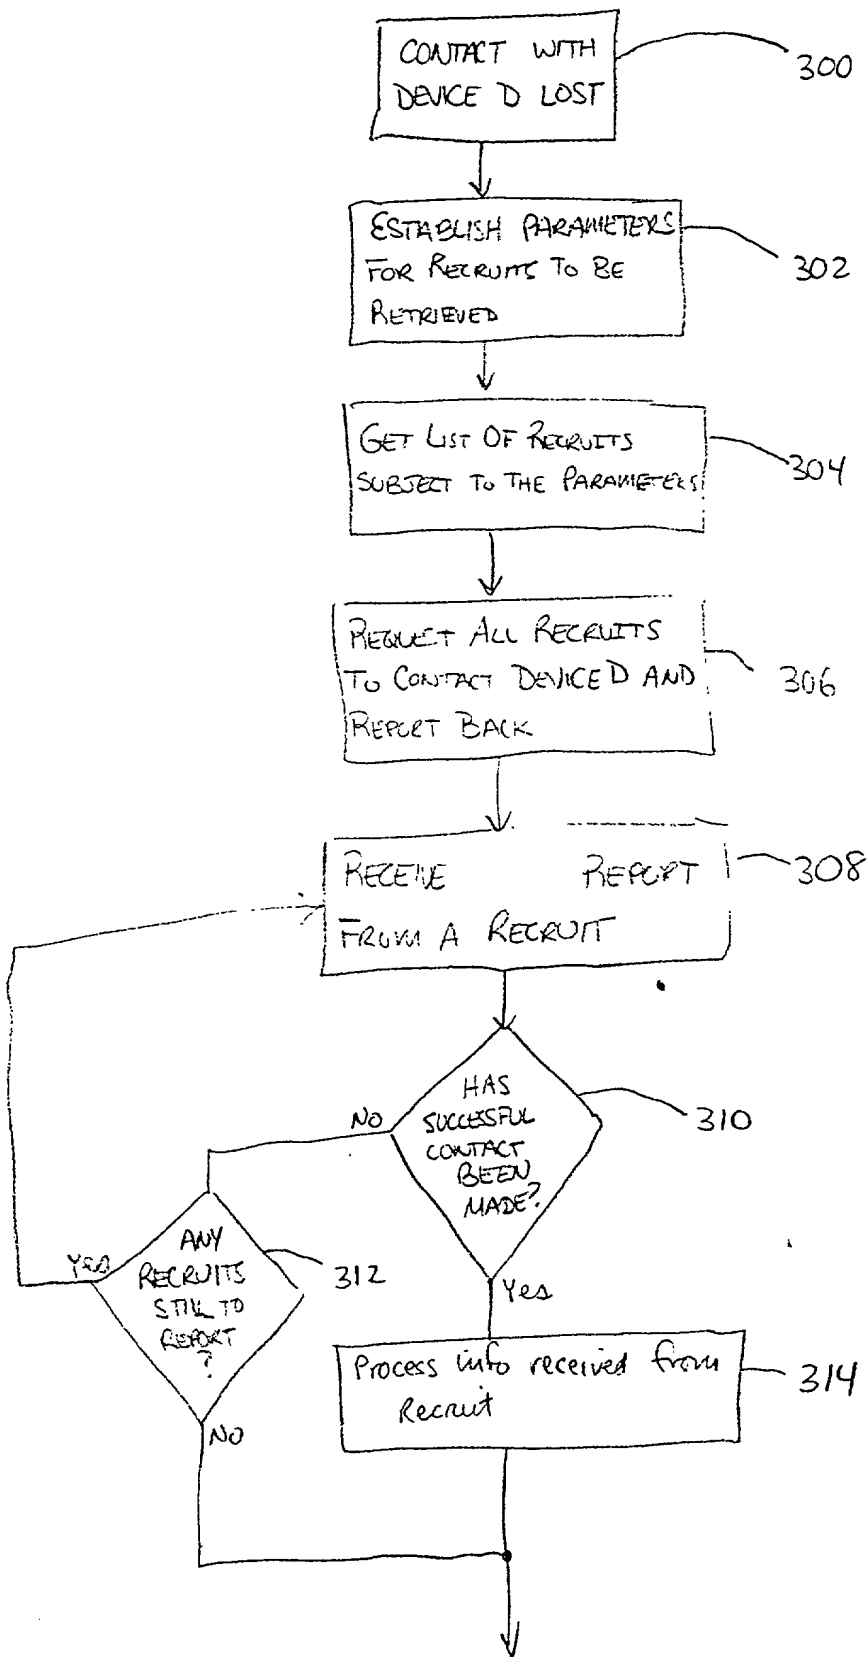 CONTACT WITH
DEVICE D LOST
300
ESTABLISH PARAMETERS
FOR RECRUITS TO BE
RETRIEVED
302
GET LIST OF RECRUITS
SUBJECT TO THE PARAMETERS
304
REQUEST ALL RECRUITS
TO CONTACT DEVICE D AND
REPORT BACK
306
RECEIVE REPORT
FROM A RECRUIT
308
HAS
SUCCESSFUL
CONTACT
BEEN
MADE?
310
NO
ANY
RECRUITS
STILL TO
REPORT
?
312
Yes
Yes
Process info received from
Recruit
314
NO